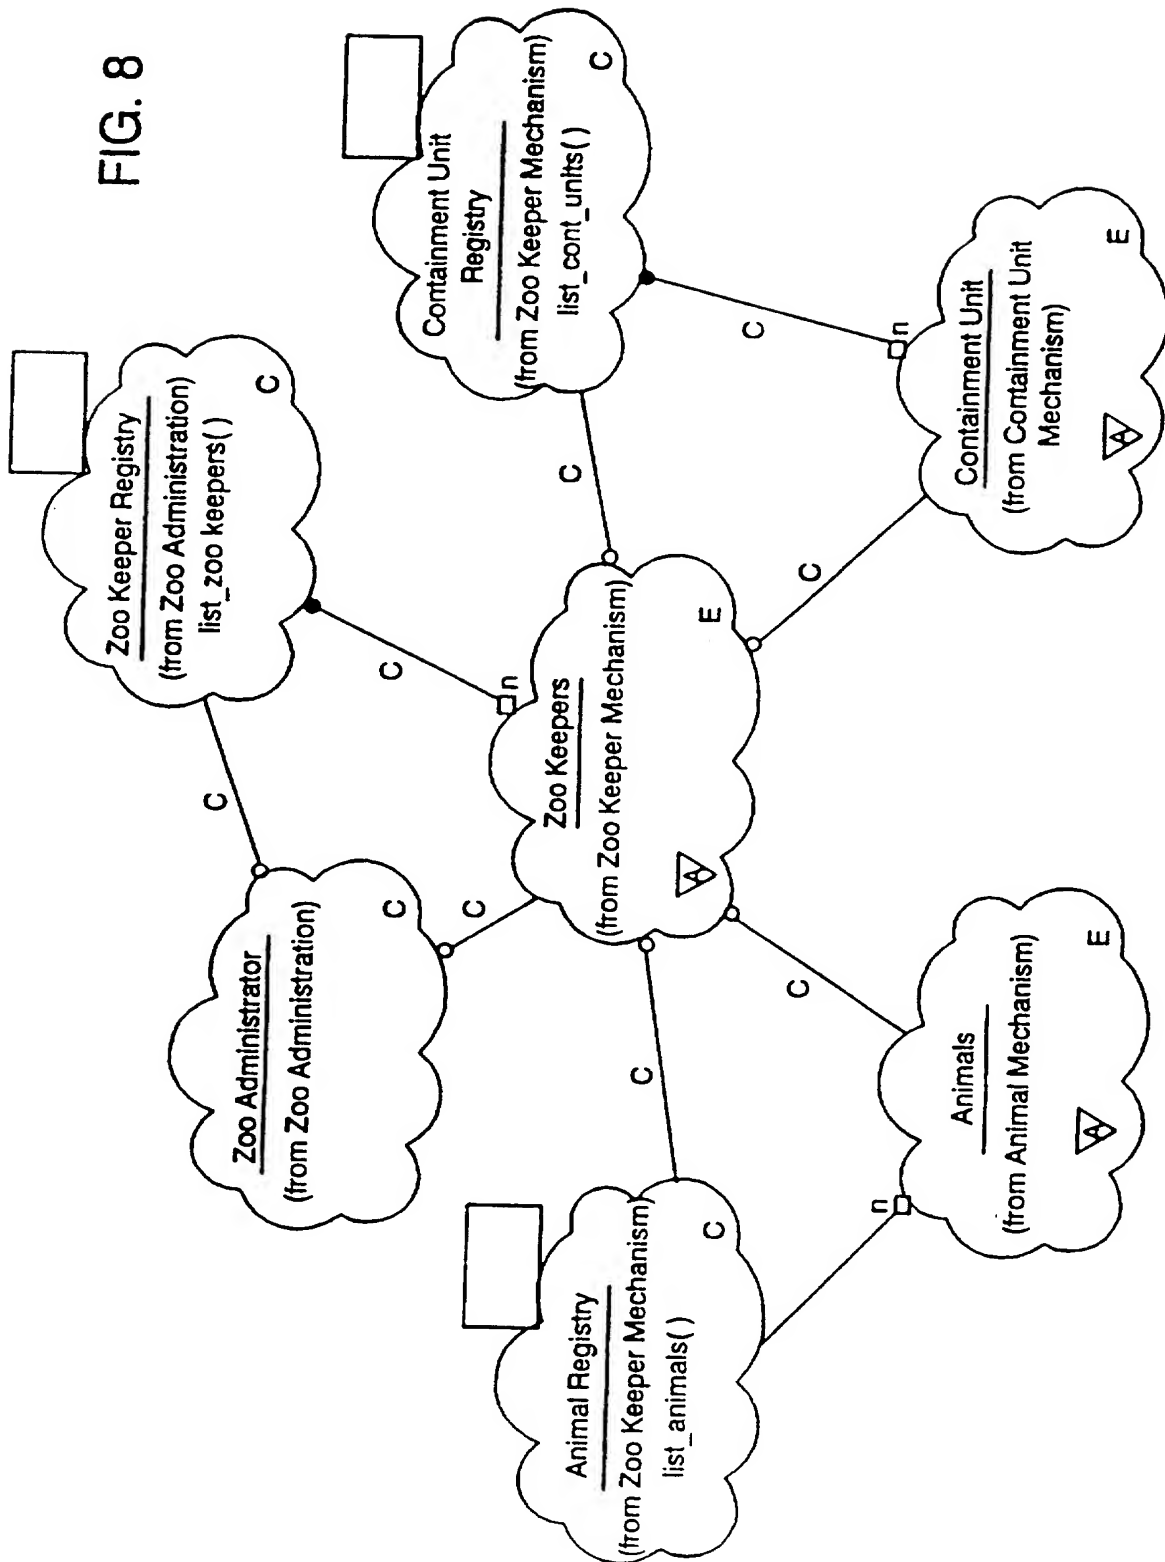 FIG. 8
Zoo Administrator
(from Zoo Administration)
C
C
Zoo Keeper Registry
(from Zoo Administration)
list_zoo keepers( )
C
C
C
n
Zoo Keepers
(from Zoo Keeper Mechanism)
A
E
C
Containment Unit
Registry
(from Zoo Keeper Mechanism)
list_cont_units( )
C
C
Animal Registry
(from Zoo Keeper Mechanism)
list_animals( )
C
C
n
C
Animals
(from Animal Mechanism)
A
E
C
C
n
Containment Unit
(from Containment Unit
Mechanism)
A
E